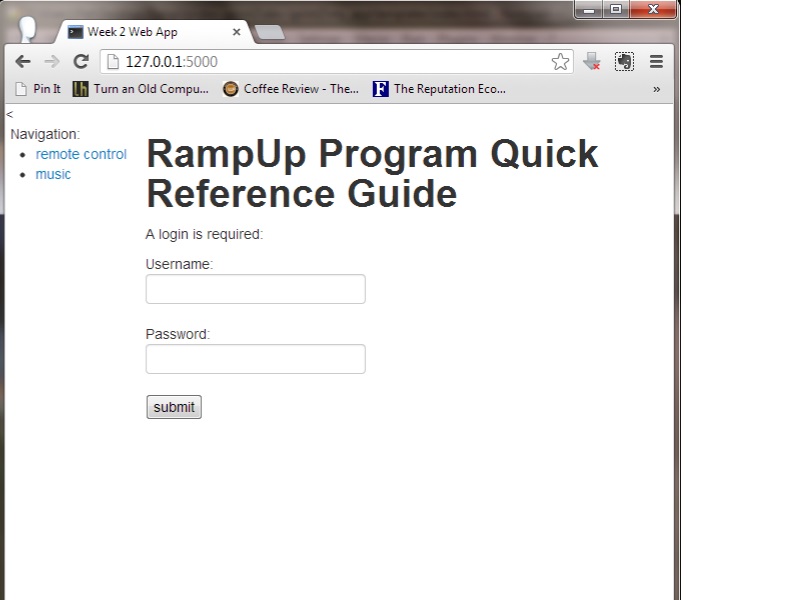 Week 2 Web App
127.0.0.1:5000
Pin It
Turn an Old Compu...
Coffee Review - The...
F The Reputation Eco...
»
<
Navigation:
remote control
music
RampUp Program Quick
Reference Guide
A login is required:
Username:
Password:
submit